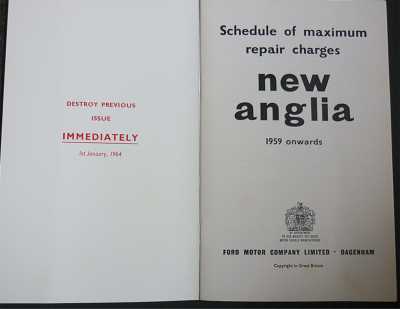 DESTROY PREVIOUS
ISSUE
IMMEDIATELY
1st January, 1964
Schedule of maximum
repair charges
new
anglia
1959 onwards
FORD MOTOR COMPANY LIMITED · DAGENHAM
Copyright in Great Britain